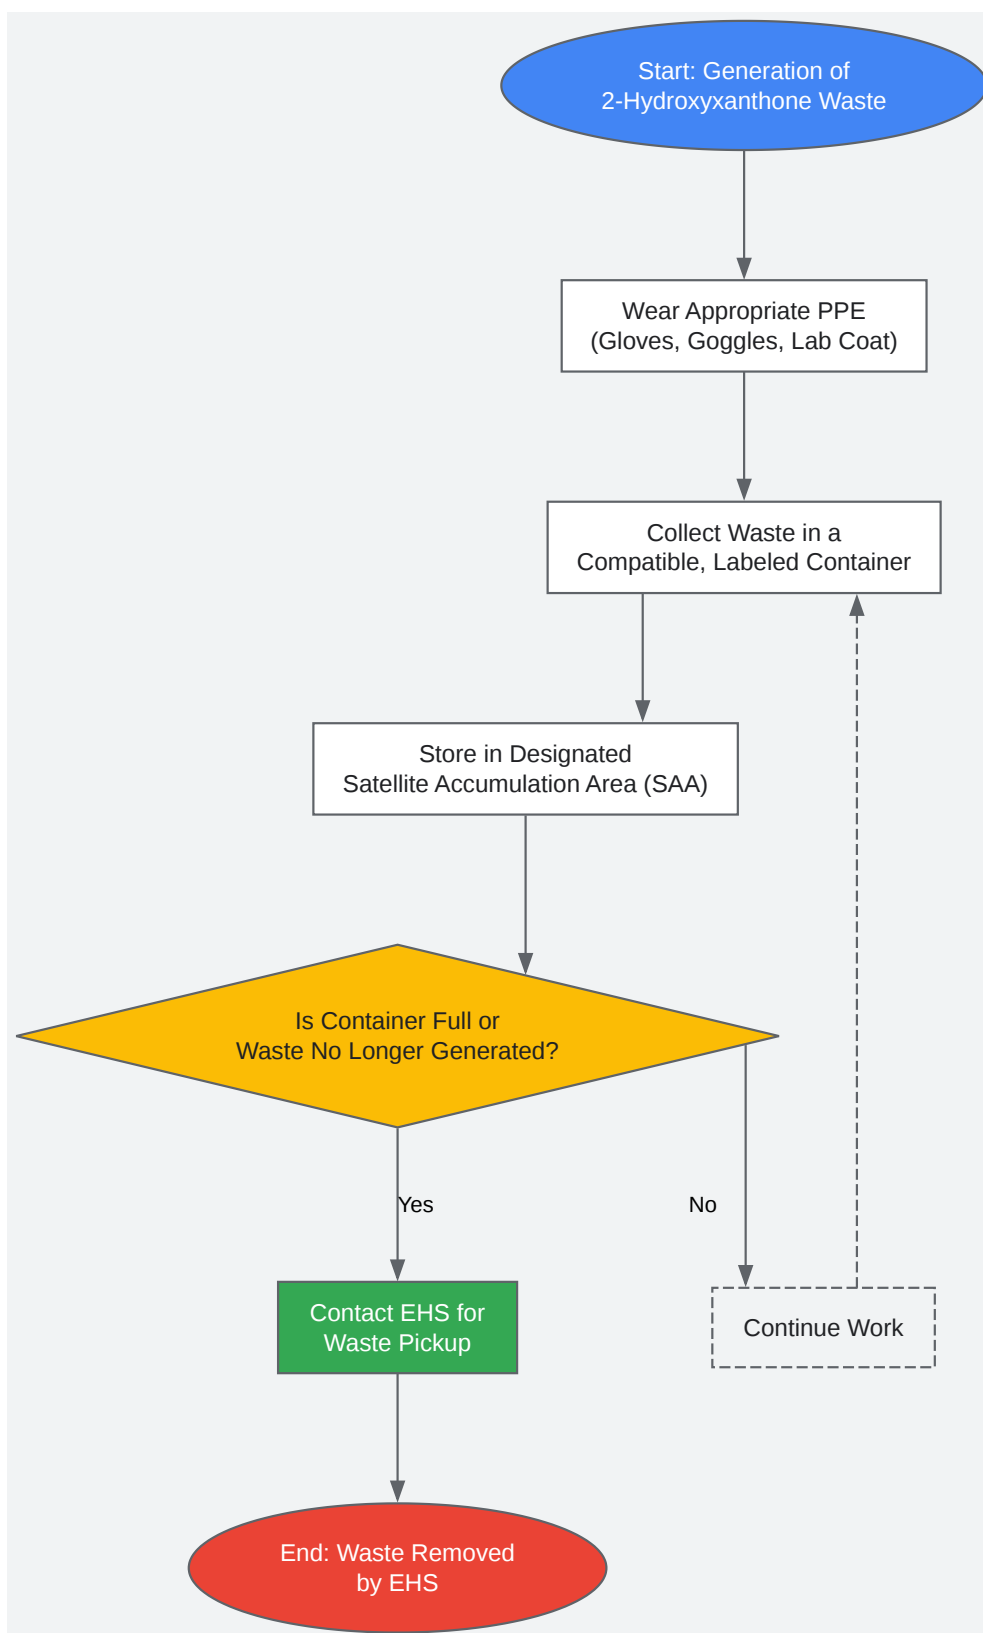 Start: Generation of
2-Hydroxyxanthone Waste
Wear Appropriate PPE
(Gloves, Goggles, Lab Coat)
Collect Waste in a
Compatible, Labeled Container
Store in Designated
Satellite Accumulation Area (SAA)
Is Container Full or
Waste No Longer Generated?
Yes
No
Contact EHS for
Waste Pickup
Continue Work
End: Waste Removed
by EHS